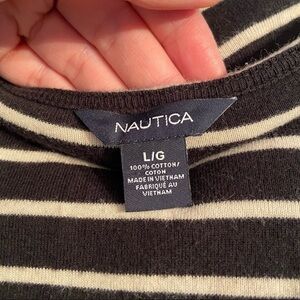 NAUTICA
L/G
100% COTTON/
COTON
MADE IN VIETNAM
FABRIQUÉ AU
VIETNAM